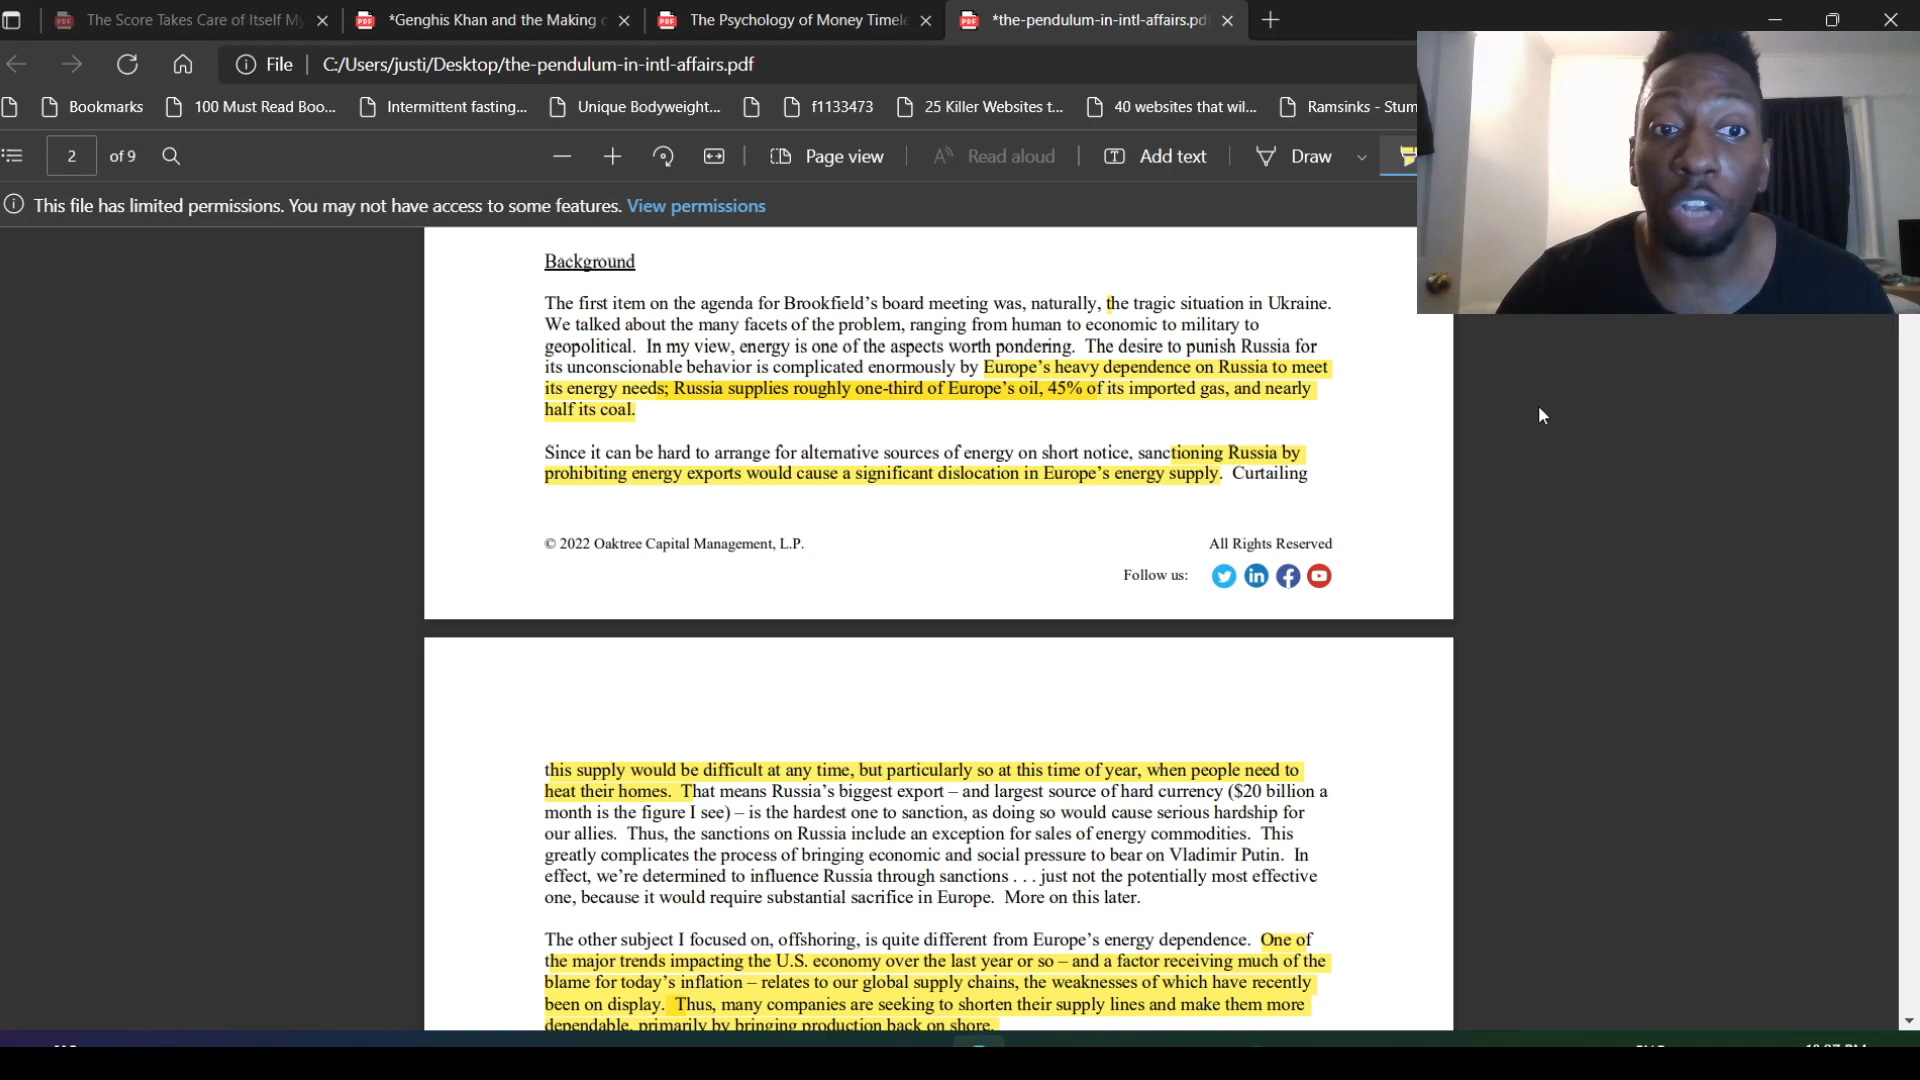 The Score Takes Care of Itself My
*Genghis Khan and the Making o
The Psychology of Money Timele
*the-pendulum-in-intl-affairs.pdf
File
C:/Users/justi/Desktop/the-pendulum-in-intl-affairs.pdf
Bookmarks
100 Must Read Boo...
Intermittent fasting...
Unique Bodyweight...
f1133473
25 Killer Websites t...
40 websites that wil...
Ramsinks - Stum
2
of 9
Page view
Read aloud
Add text
Draw
This file has limited permissions. You may not have access to some features. View permissions
Background
The first item on the agenda for Brookfield’s board meeting was, naturally, the tragic situation in Ukraine.
We talked about the many facets of the problem, ranging from human to economic to military to
geopolitical. In my view, energy is one of the aspects worth pondering. The desire to punish Russia for
its unconscionable behavior is complicated enormously by Europe’s heavy dependence on Russia to meet
its energy needs; Russia supplies roughly one-third of Europe’s oil, 45% of its imported gas, and nearly
half its coal.
Since it can be hard to arrange for alternative sources of energy on short notice, sanctioning Russia by
prohibiting energy exports would cause a significant dislocation in Europe’s energy supply. Curtailing
© 2022 Oaktree Capital Management, L.P.
All Rights Reserved
Follow us:
this supply would be difficult at any time, but particularly so at this time of year, when people need to
heat their homes. That means Russia’s biggest export – and largest source of hard currency ($20 billion a
month is the figure I see) – is the hardest one to sanction, as doing so would cause serious hardship for
our allies. Thus, the sanctions on Russia include an exception for sales of energy commodities. This
greatly complicates the process of bringing economic and social pressure to bear on Vladimir Putin. In
effect, we’re determined to influence Russia through sanctions . . . just not the potentially most effective
one, because it would require substantial sacrifice in Europe. More on this later.
The other subject I focused on, offshoring, is quite different from Europe’s energy dependence. One of
the major trends impacting the U.S. economy over the last year or so – and a factor receiving much of the
blame for today’s inflation – relates to our global supply chains, the weaknesses of which have recently
been on display. Thus, many companies are seeking to shorten their supply lines and make them more
dependable, primarily by bringing production back on shore.